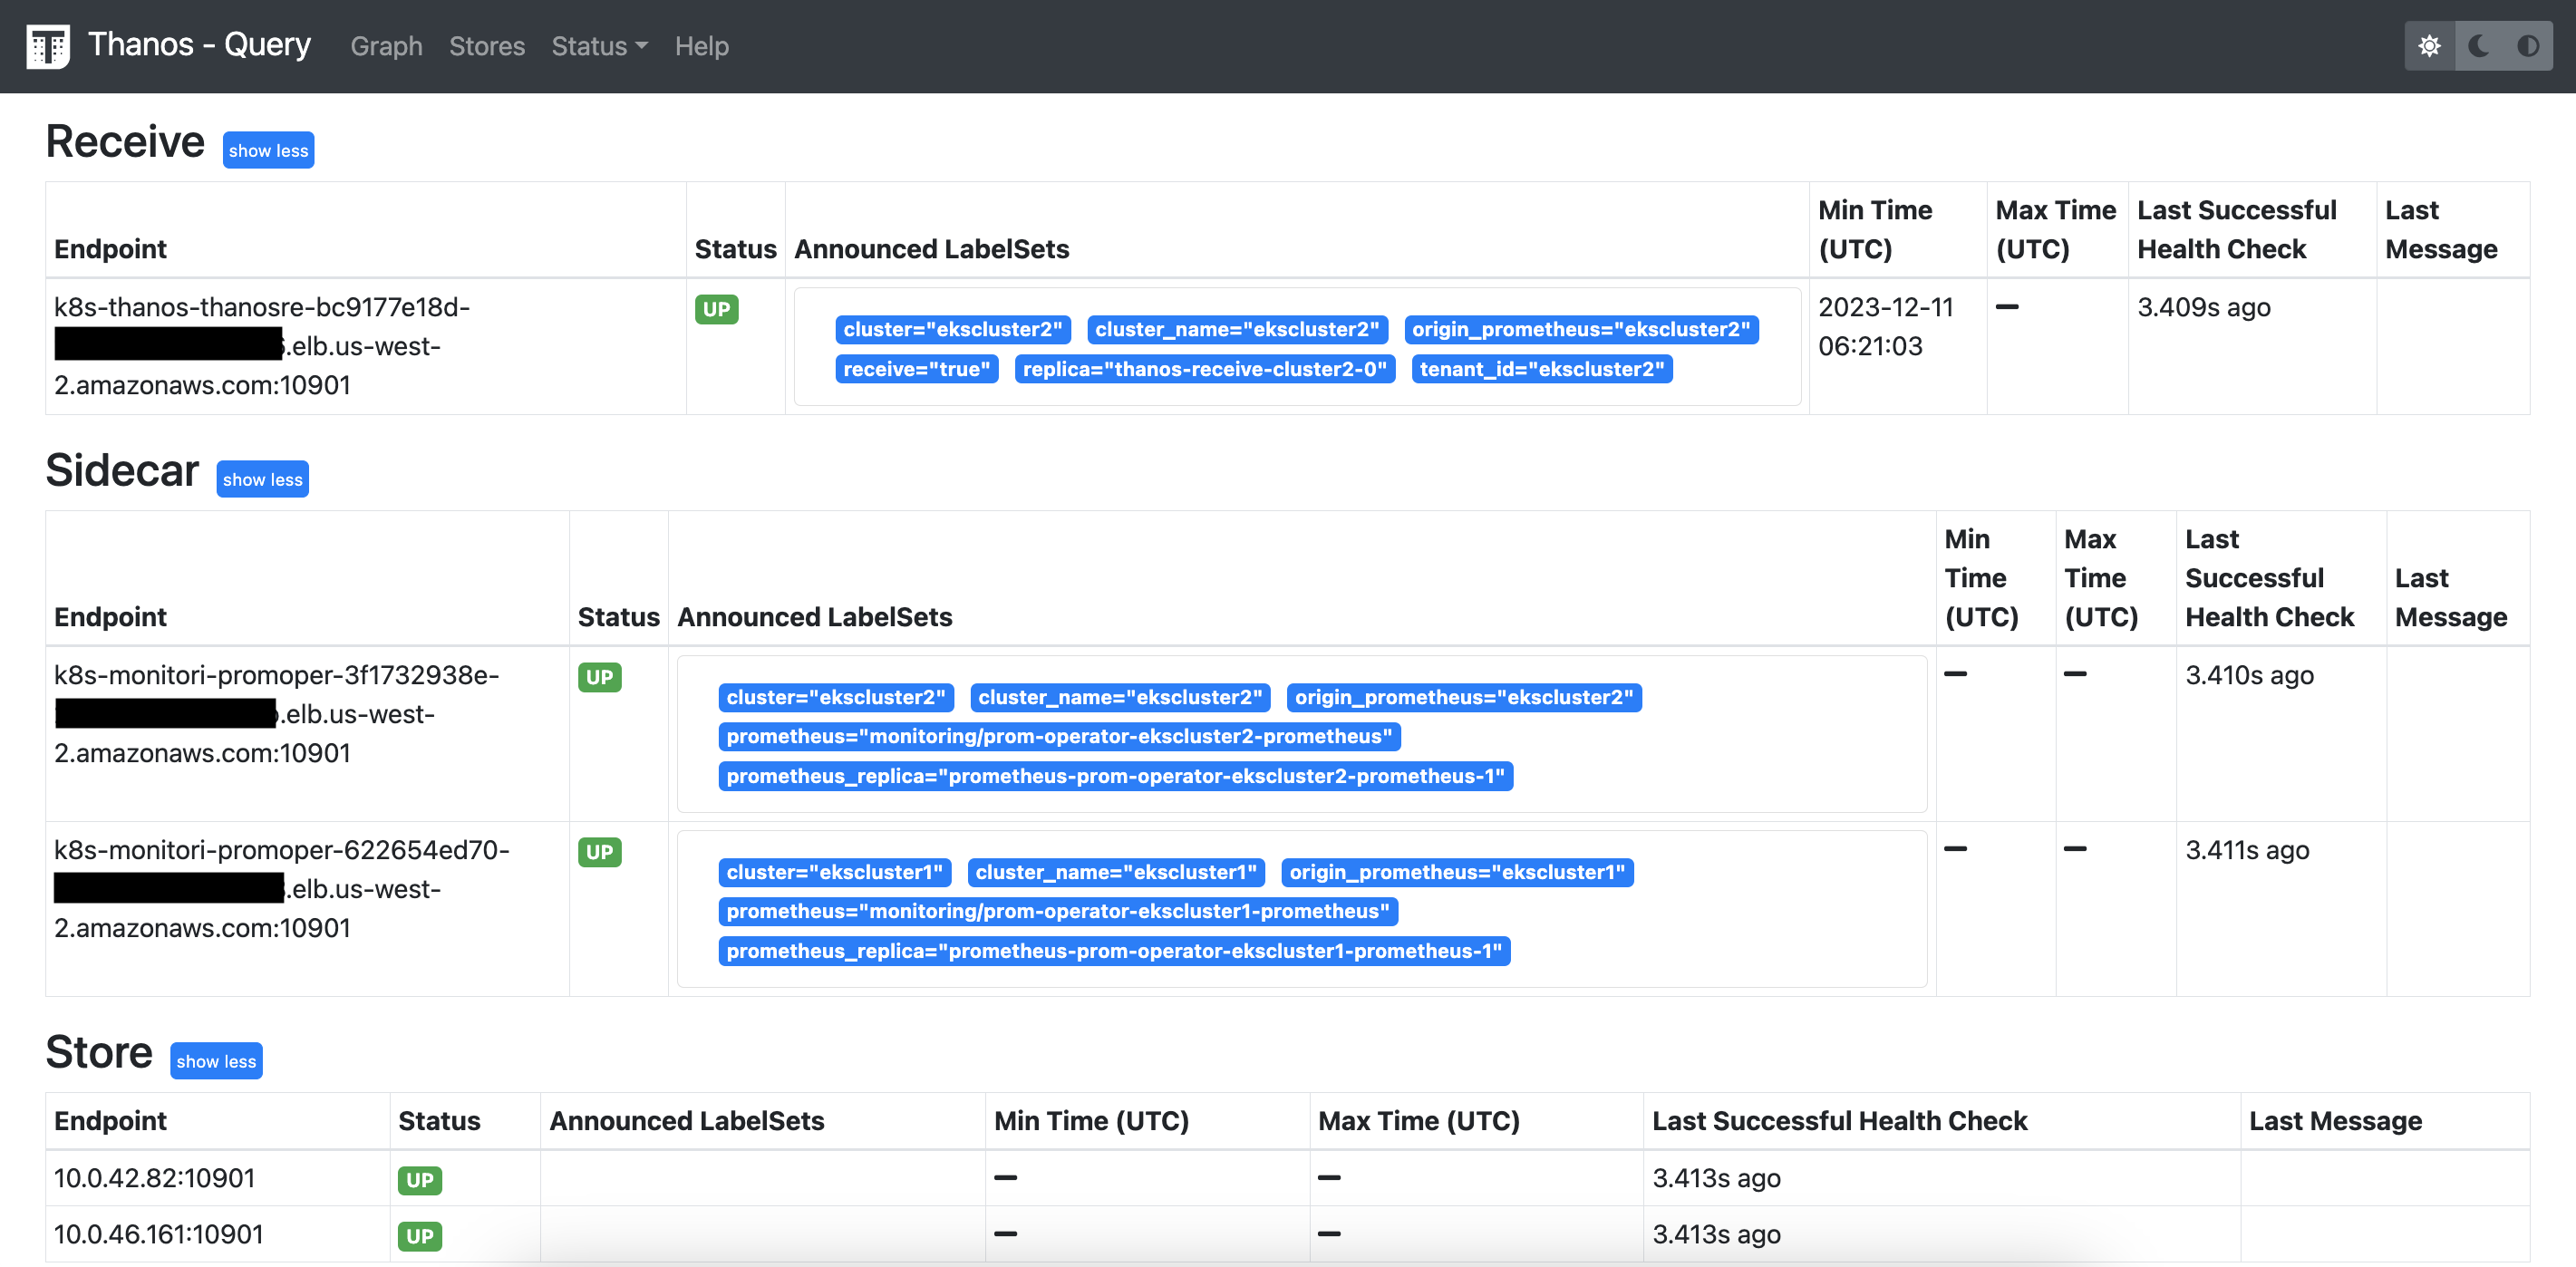 Thanos - Query Graph Stores Status Help
Receive show less
Endpoint Status Announced LabelSets Min Time (UTC) Max Time (UTC) Last Successful Health Check Last Message
k8s-thanos-thanosre-bc9177e18d-
.elb.us-west-
2.amazonaws.com:10901
UP
cluster="ekscluster2" cluster_name="ekscluster2" origin_prometheus="ekscluster2"
receive="true" replica="thanos-receive-cluster2-0" tenant_id="ekscluster2"
2023-12-11
06:21:03
—
3.409s ago
Sidecar show less
Endpoint Status Announced LabelSets Min Time (UTC) Max Time (UTC) Last Successful Health Check Last Message
k8s-monitori-promoper-3f1732938e-
.elb.us-west-
2.amazonaws.com:10901
UP
cluster="ekscluster2" cluster_name="ekscluster2" origin_prometheus="ekscluster2"
prometheus="monitoring/prom-operator-ekscluster2-prometheus"
prometheus_replica="prometheus-prom-operator-ekscluster2-prometheus-1"
— — 3.410s ago
k8s-monitori-promoper-622654ed70-
.elb.us-west-
2.amazonaws.com:10901
UP
cluster="ekscluster1" cluster_name="ekscluster1" origin_prometheus="ekscluster1"
prometheus="monitoring/prom-operator-ekscluster1-prometheus"
prometheus_replica="prometheus-prom-operator-ekscluster1-prometheus-1"
— — 3.411s ago
Store show less
Endpoint Status Announced LabelSets Min Time (UTC) Max Time (UTC) Last Successful Health Check Last Message
10.0.42.82:10901 UP — — 3.413s ago
10.0.46.161:10901 UP — — 3.413s ago